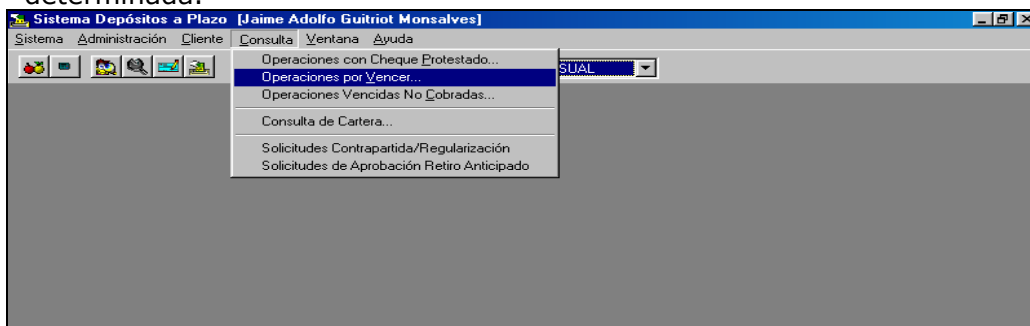 determinada.
Sistema Depósitos a Plazo [Jaime Adolfo Guitriot Monsalves]
Sistema Administración Cliente Consulta Ventana Ayuda
Operaciones con Cheque Protestado...
SUAL
Operaciones por Vencer...
Operaciones Vencidas No Cobradas...
Consulta de Cartera...
Solicitudes Contrapartida/Regularización
Solicitudes de Aprobación Retiro Anticipado